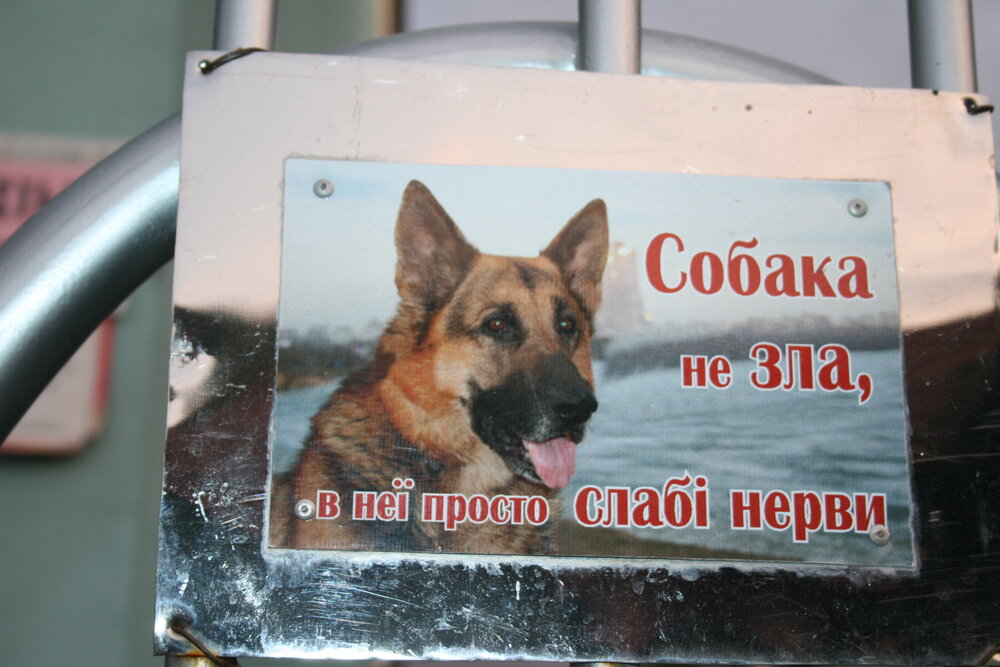 Собака
не зла,
в неї просто слабі нерви